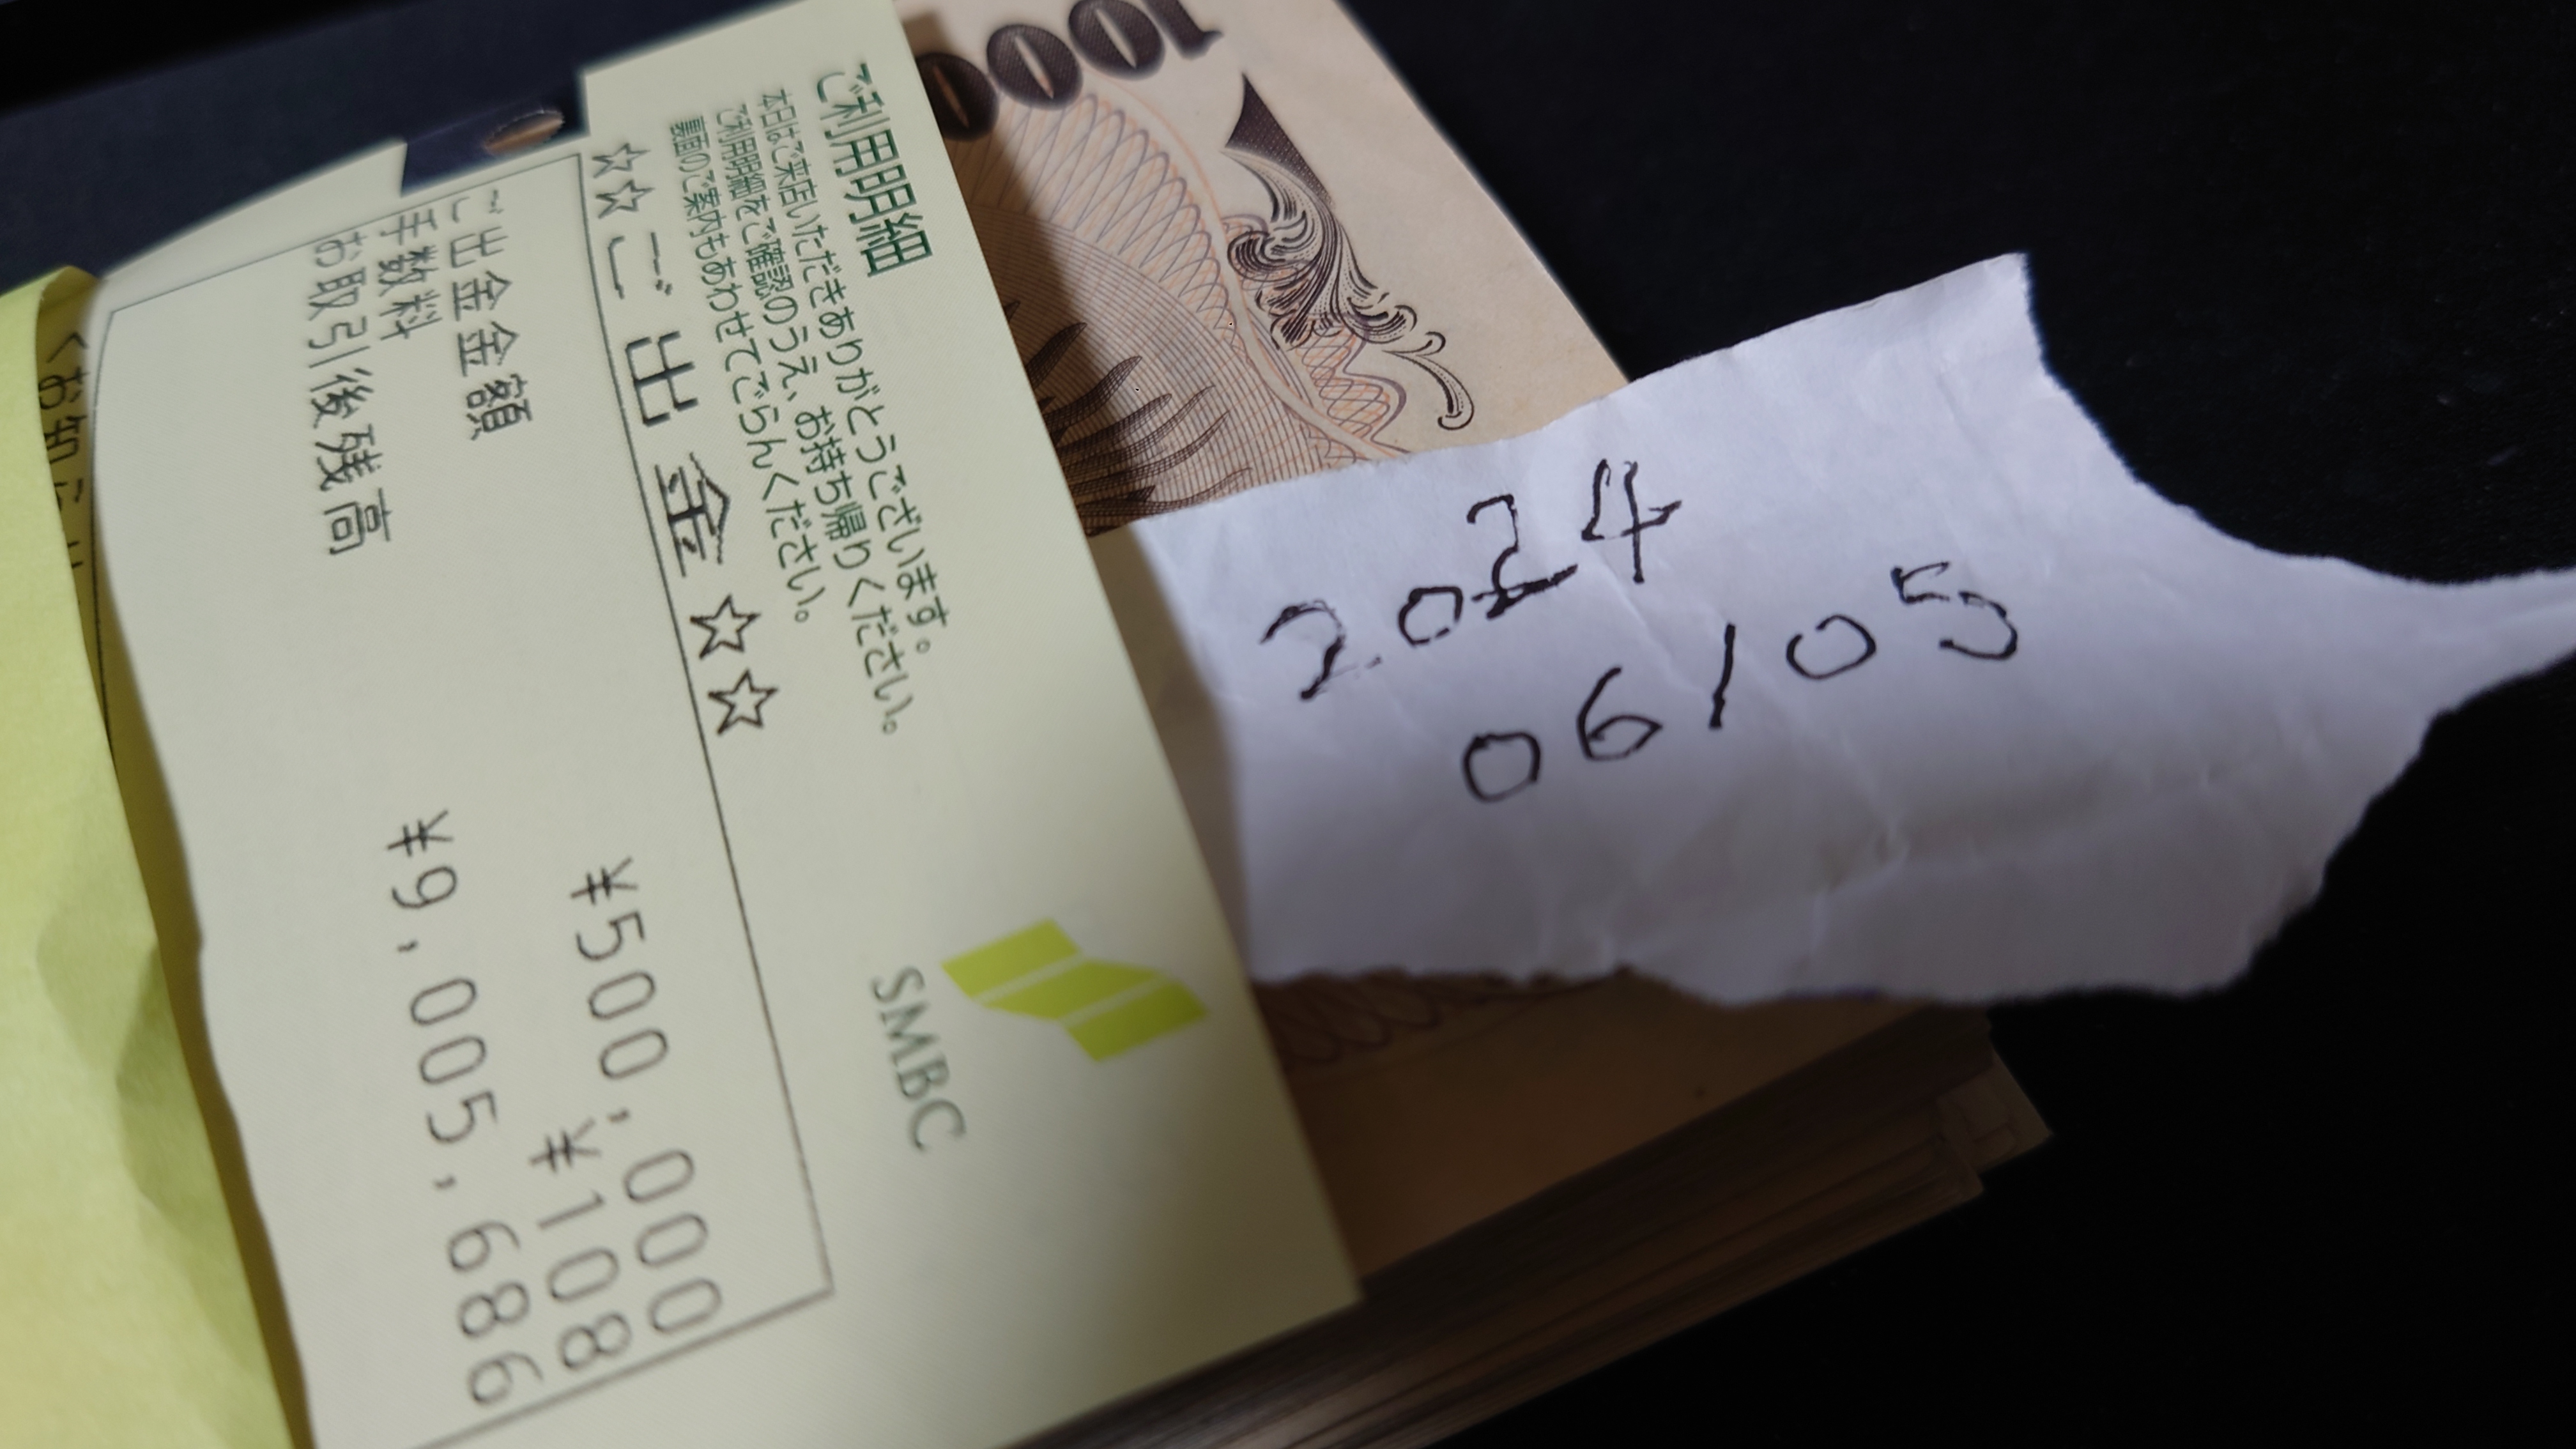 ご利用明細
本日はご来店いただきありがとうございます。
ご利用明細をご確認のうえ、お持ち帰りください。
裏面のご案内もあわせてごらんください。
SMBC
☆☆ご出金☆☆
ご出金金額 ¥500,000
手数料 ¥108
お取引後残高 ¥9,005,686
2024
06/05